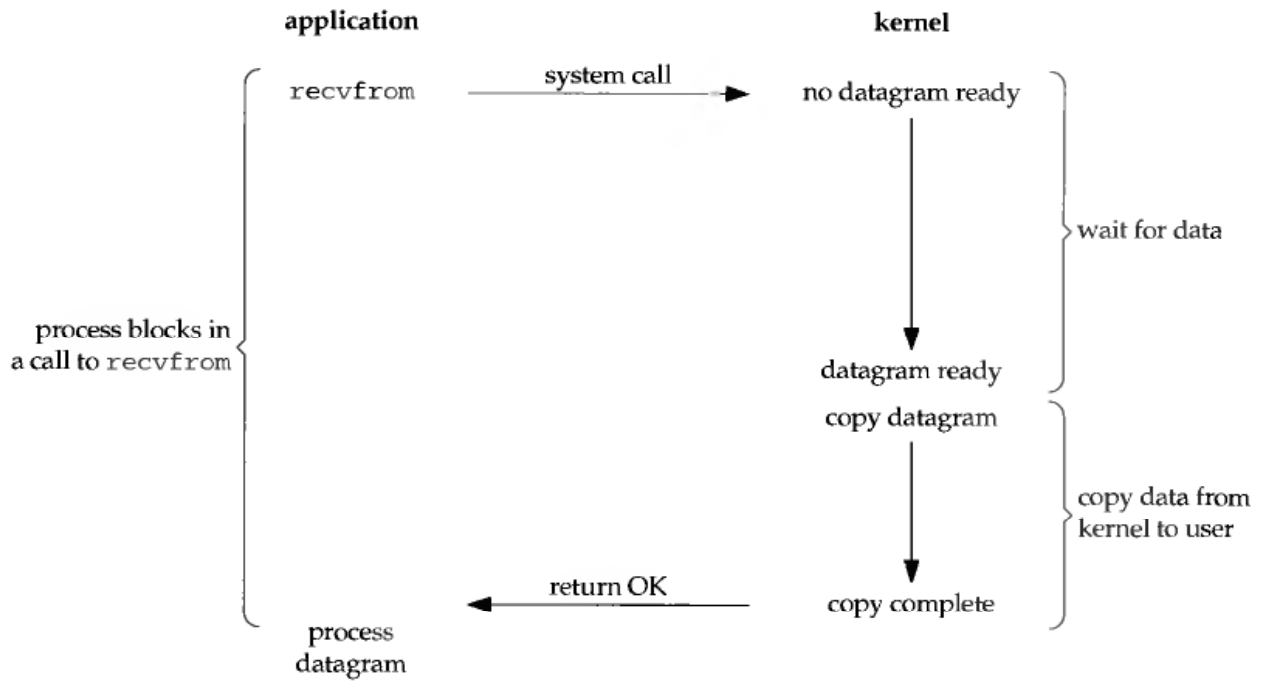 application
kernel
recvfrom
system call
no datagram ready
wait for data
process blocks in
a call to recvfrom
datagram ready
copy datagram
copy data from
kernel to user
return OK
copy complete
process
datagram